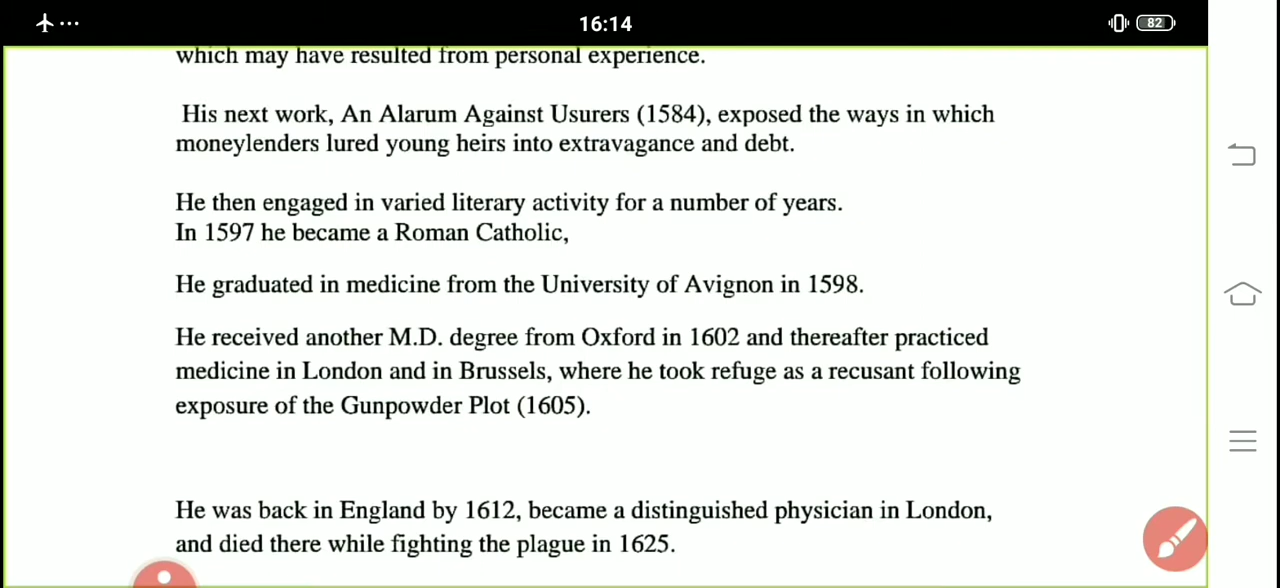 16:14
82
which may have resulted from personal experience.
His next work, An Alarum Against Usurers (1584), exposed the ways in which
moneylenders lured young heirs into extravagance and debt.
He then engaged in varied literary activity for a number of years.
In 1597 he became a Roman Catholic,
He graduated in medicine from the University of Avignon in 1598.
He received another M.D. degree from Oxford in 1602 and thereafter practiced
medicine in London and in Brussels, where he took refuge as a recusant following
exposure of the Gunpowder Plot (1605).
He was back in England by 1612, became a distinguished physician in London,
and died there while fighting the plague in 1625.